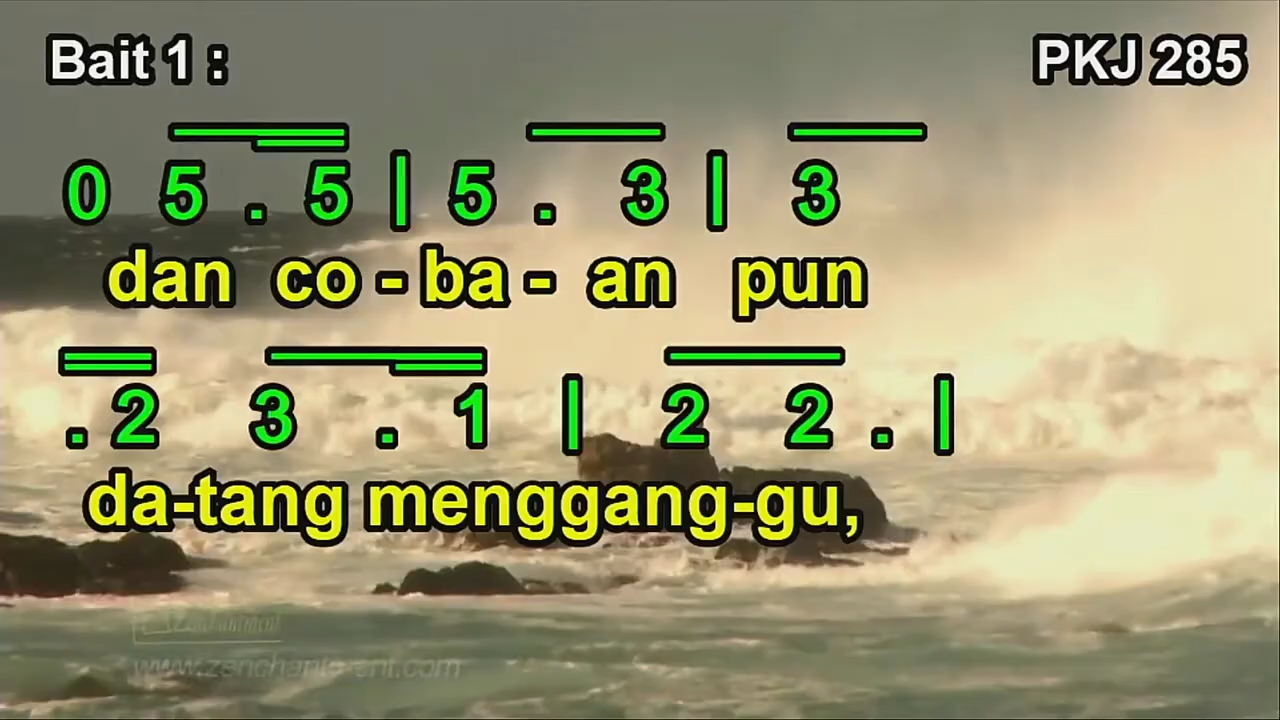 Bait 1 :
PKJ 285
0 5 . 5 | 5 . 3 | 3
dan co - ba - an pun
. 2 3 . 1 | 2 2 . |
da-tang menggang-gu,